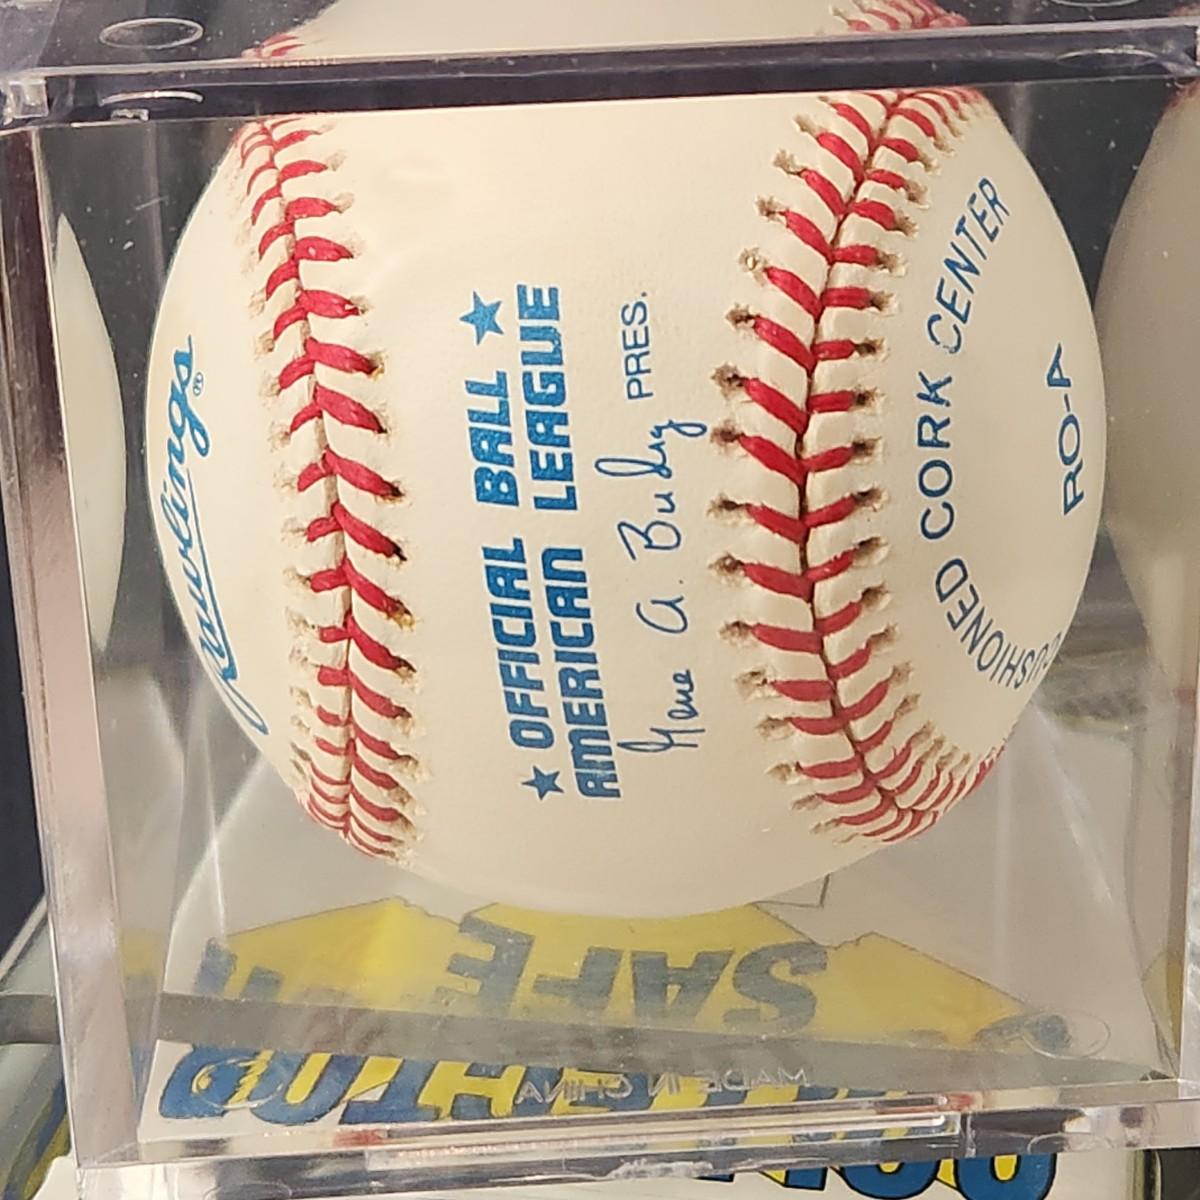 Rawlings®
★ OFFICIAL BALL ★
AMERICAN LEAGUE
Gene A. Budig PRES.
CUSHIONED CORK CENTER
RO-A
SAFE
MADE IN CHINA